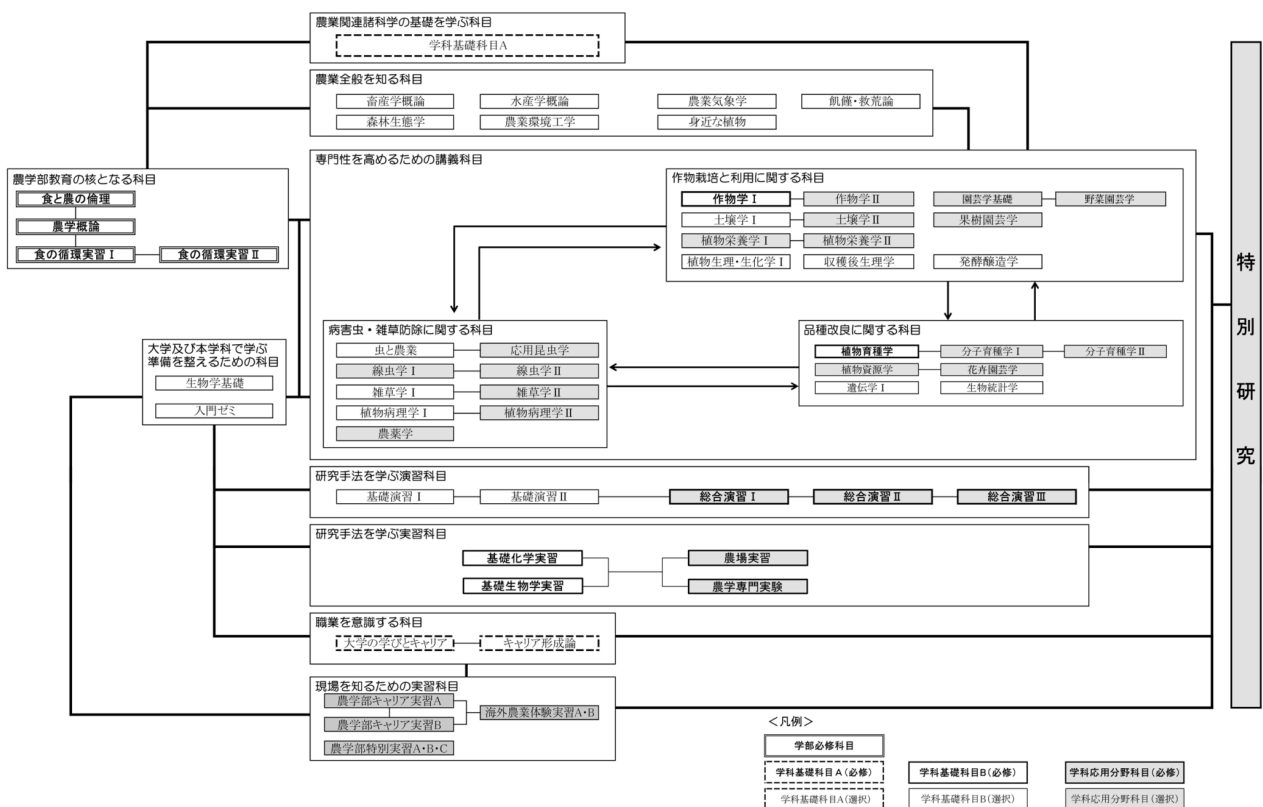 農業関連諸科学の基礎を学ぶ科目
学科基礎科目A
農業全般を知る科目
畜産学概論 水産学概論 農業気象学 飢饉・救荒論
森林生態学 農業環境工学 身近な植物
農学部教育の核となる科目
食と農の倫理
農学概論
食の循環実習Ⅰ 食の循環実習Ⅱ
大学及び本学科で学ぶ
準備を整えるための科目
生物学基礎
入門ゼミ
専門性を高めるための講義科目
作物栽培と利用に関する科目
作物学Ⅰ 作物学Ⅱ 園芸学基礎 野菜園芸学
土壌学Ⅰ 土壌学Ⅱ 果樹園芸学
植物栄養学Ⅰ 植物栄養学Ⅱ
植物生理・生化学Ⅰ 収穫後生理学 発酵醸造学
病害虫・雑草防除に関する科目
虫と農業 応用昆虫学
線虫学Ⅰ 線虫学Ⅱ
雑草学Ⅰ 雑草学Ⅱ
植物病理学Ⅰ 植物病理学Ⅱ
農薬学
品種改良に関する科目
植物育種学 分子育種学Ⅰ 分子育種学Ⅱ
植物資源学 花卉園芸学
遺伝学Ⅰ 生物統計学
研究手法を学ぶ演習科目
基礎演習Ⅰ 基礎演習Ⅱ 総合演習Ⅰ 総合演習Ⅱ 総合演習Ⅲ
研究手法を学ぶ実習科目
基礎化学実習 農場実習
基礎生物学実習 農学専門実験
職業を意識する科目
大学の学びとキャリア キャリア形成論
現場を知るための実習科目
農学部キャリア実習A
海外農業体験実習A・B
農学部キャリア実習B
農学部特別実習A・B・C
特別研究
＜凡例＞
学部必修科目
学科基礎科目A(必修) 学科基礎科目B(必修) 学科応用分野科目(必修)
学科基礎科目A(選択) 学科基礎科目B(選択) 学科応用分野科目(選択)